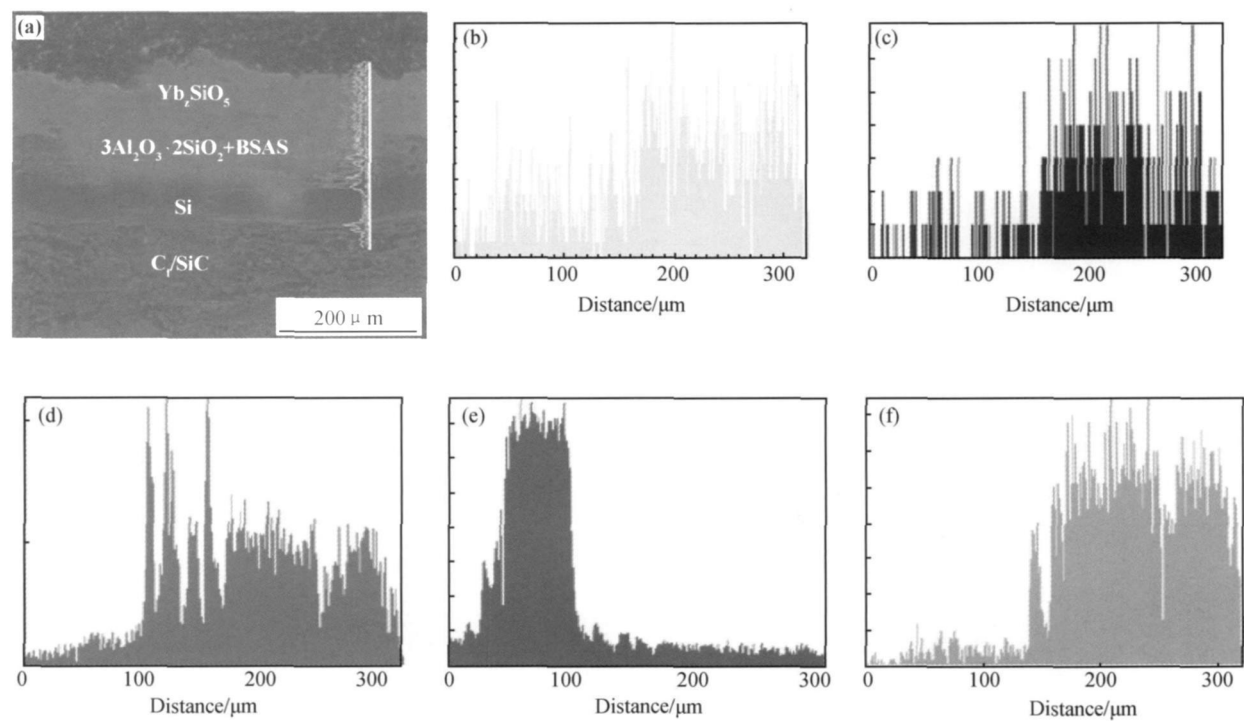 (a)
Yb₂SiO₅
3Al₂O₃·2SiO₂+BSAS
Si
C_f/SiC
200 μ m
(b)
0 100 200 300
Distance/μm
(c)
0 100 200 300
Distance/μm
(d)
0 100 200 300
Distance/μm
(e)
0 100 200 300
Distance/μm
(f)
0 100 200 300
Distance/μm